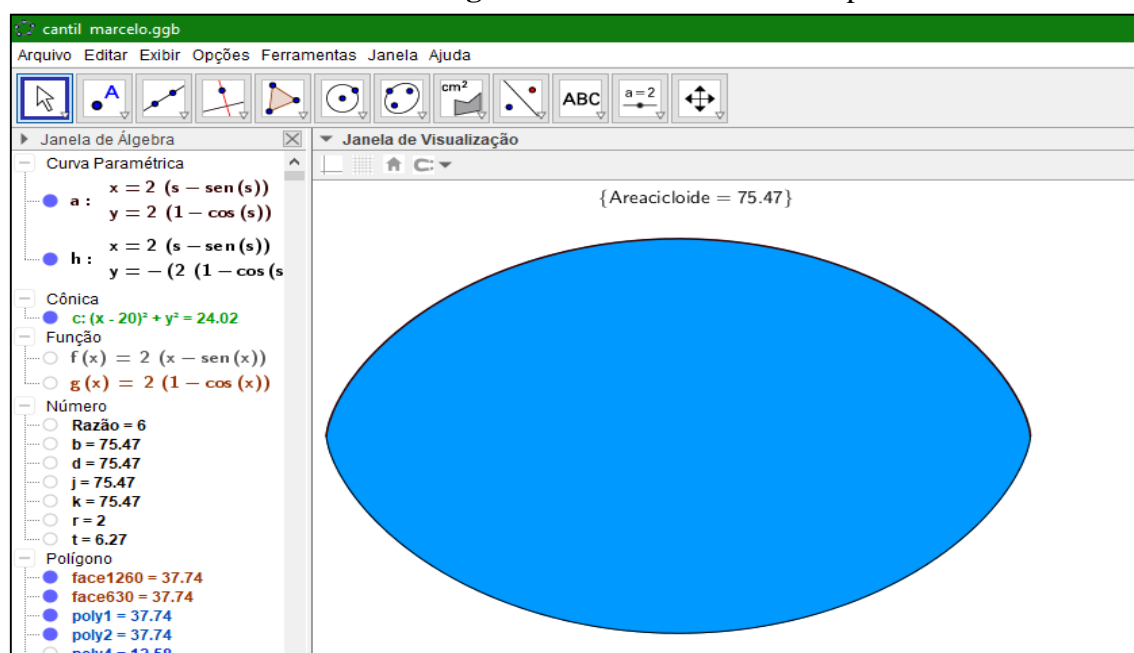 cantil marcelo.ggb
Arquivo Editar Exibir Opções Ferramentas Janela Ajuda
A
cm²
ABC
a = 2
Janela de Álgebra
Janela de Visualização
Curva Paramétrica
a : x = 2 (s − sen (s))
y = 2 (1 − cos (s))
h : x = 2 (s − sen (s))
y = − (2 (1 − cos (s
Cônica
c: (x - 20)² + y² = 24.02
Função
f (x) = 2 (x − sen (x))
g (x) = 2 (1 − cos (x))
Número
Razão = 6
b = 75.47
d = 75.47
j = 75.47
k = 75.47
r = 2
t = 6.27
Polígono
face1260 = 37.74
face630 = 37.74
poly1 = 37.74
poly2 = 37.74
{Areacicloide = 75.47}